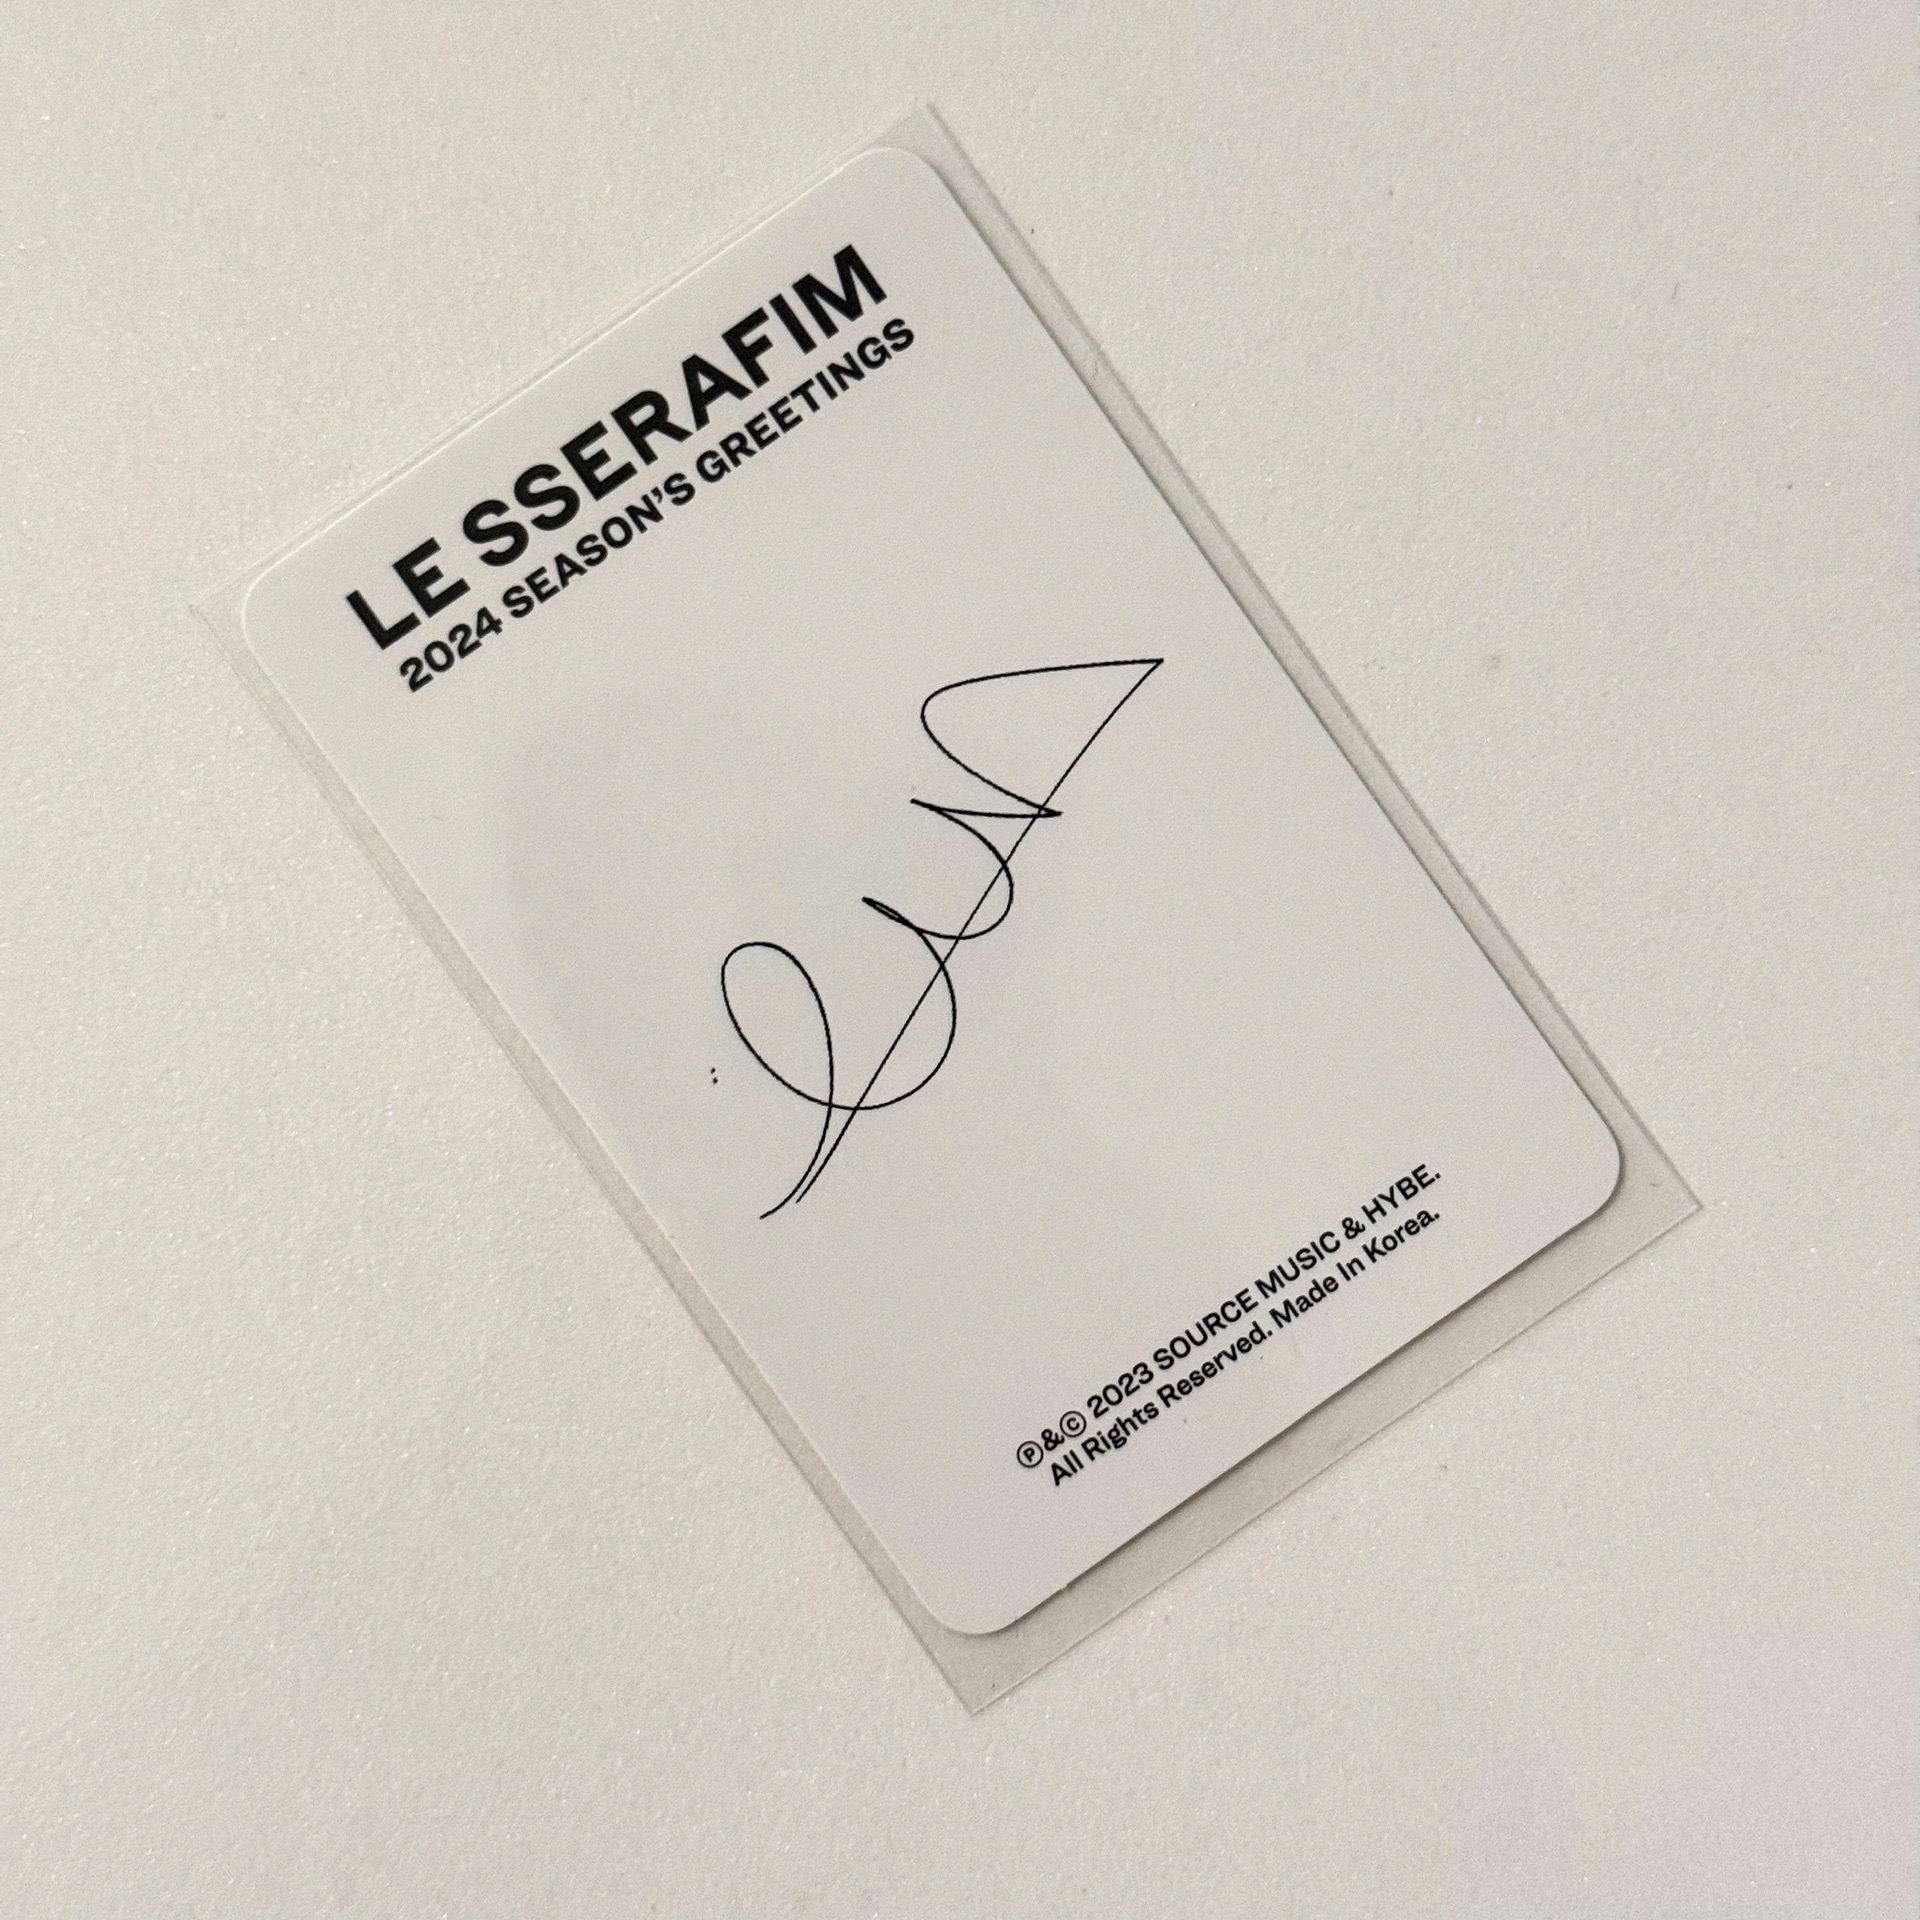 LE SSERAFIM
2024 SEASON'S GREETINGS
Ⓟ&Ⓒ 2023 SOURCE MUSIC & HYBE.
All Rights Reserved. Made In Korea.